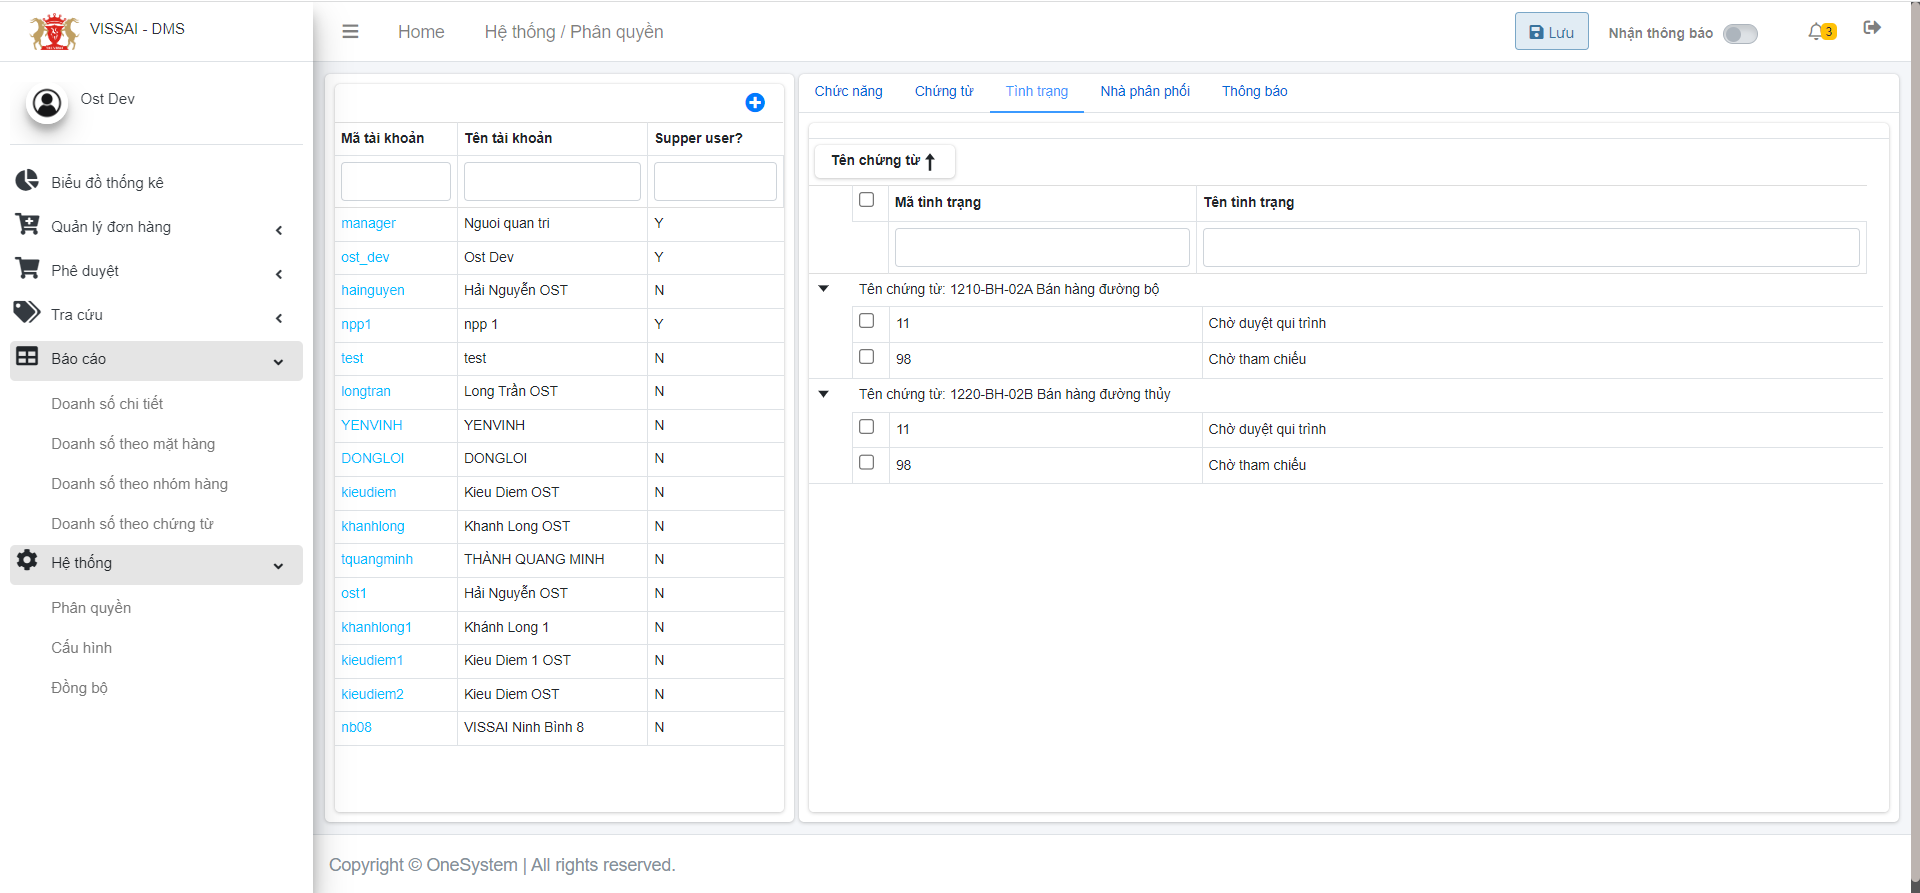 VISSAI - DMS
Home
Hệ thống / Phân quyền
Lưu
Nhận thông báo
3
Ost Dev
Biểu đồ thống kê
Quản lý đơn hàng
Phê duyệt
Tra cứu
Báo cáo
Doanh số chi tiết
Doanh số theo mặt hàng
Doanh số theo nhóm hàng
Doanh số theo chứng từ
Hệ thống
Phân quyền
Cấu hình
Đồng bộ
Mã tài khoản Tên tài khoản Supper user?
manager Nguoi quan tri Y
ost_dev Ost Dev Y
hainguyen Hải Nguyễn OST N
npp1 npp 1 Y
test test N
longtran Long Trần OST N
YENVINH YENVINH N
DONGLOI DONGLOI N
kieudiem Kieu Diem OST N
khanhlong Khanh Long OST N
tquangminh THÀNH QUANG MINH N
ost1 Hải Nguyễn OST N
khanhlong1 Khánh Long 1 N
kieudiem1 Kieu Diem 1 OST N
kieudiem2 Kieu Diem OST N
nb08 VISSAI Ninh Bình 8 N
Chức năng Chứng từ Tình trạng Nhà phân phối Thông báo
Tên chứng từ
Mã tình trạng Tên tình trạng
Tên chứng từ: 1210-BH-02A Bán hàng đường bộ
11 Chờ duyệt qui trình
98 Chờ tham chiếu
Tên chứng từ: 1220-BH-02B Bán hàng đường thủy
11 Chờ duyệt qui trình
98 Chờ tham chiếu
Copyright © OneSystem | All rights reserved.